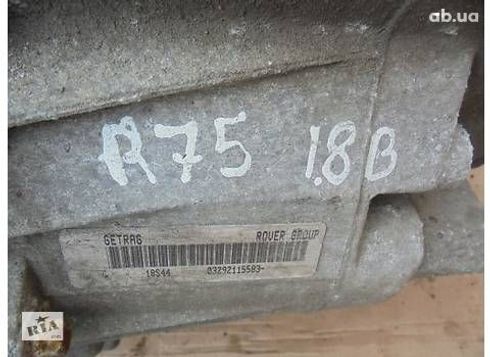 ab.ua
R75 1.8B
GETRAG ROVER GROUP
18S44 03292115583-
RIA